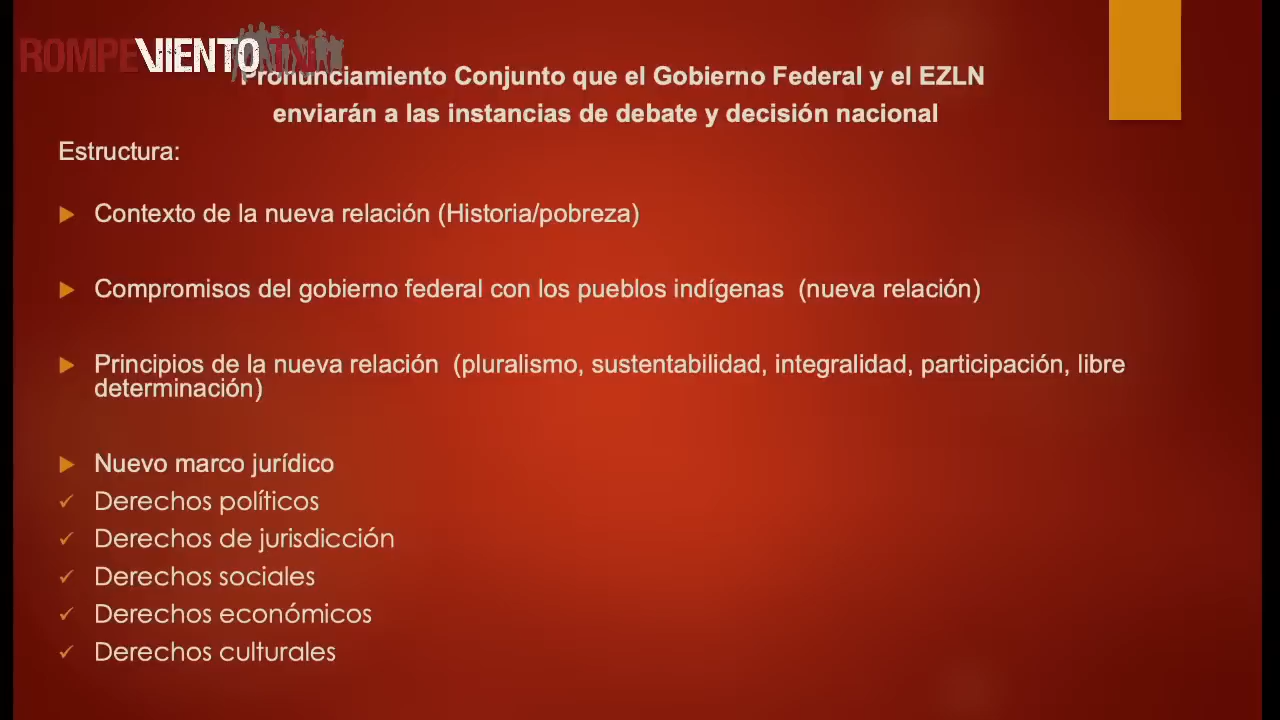 ROMPEVIENTO TV
Pronunciamiento Conjunto que el Gobierno Federal y el EZLN
enviarán a las instancias de debate y decisión nacional
Estructura:
Contexto de la nueva relación (Historia/pobreza)
Compromisos del gobierno federal con los pueblos indígenas (nueva relación)
Principios de la nueva relación (pluralismo, sustentabilidad, integralidad, participación, libre
determinación)
Nuevo marco jurídico
Derechos políticos
Derechos de jurisdicción
Derechos sociales
Derechos económicos
Derechos culturales